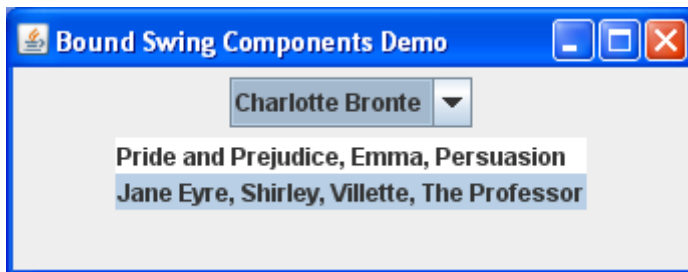 Bound Swing Components Demo
Charlotte Bronte
Pride and Prejudice, Emma, Persuasion
Jane Eyre, Shirley, Villette, The Professor